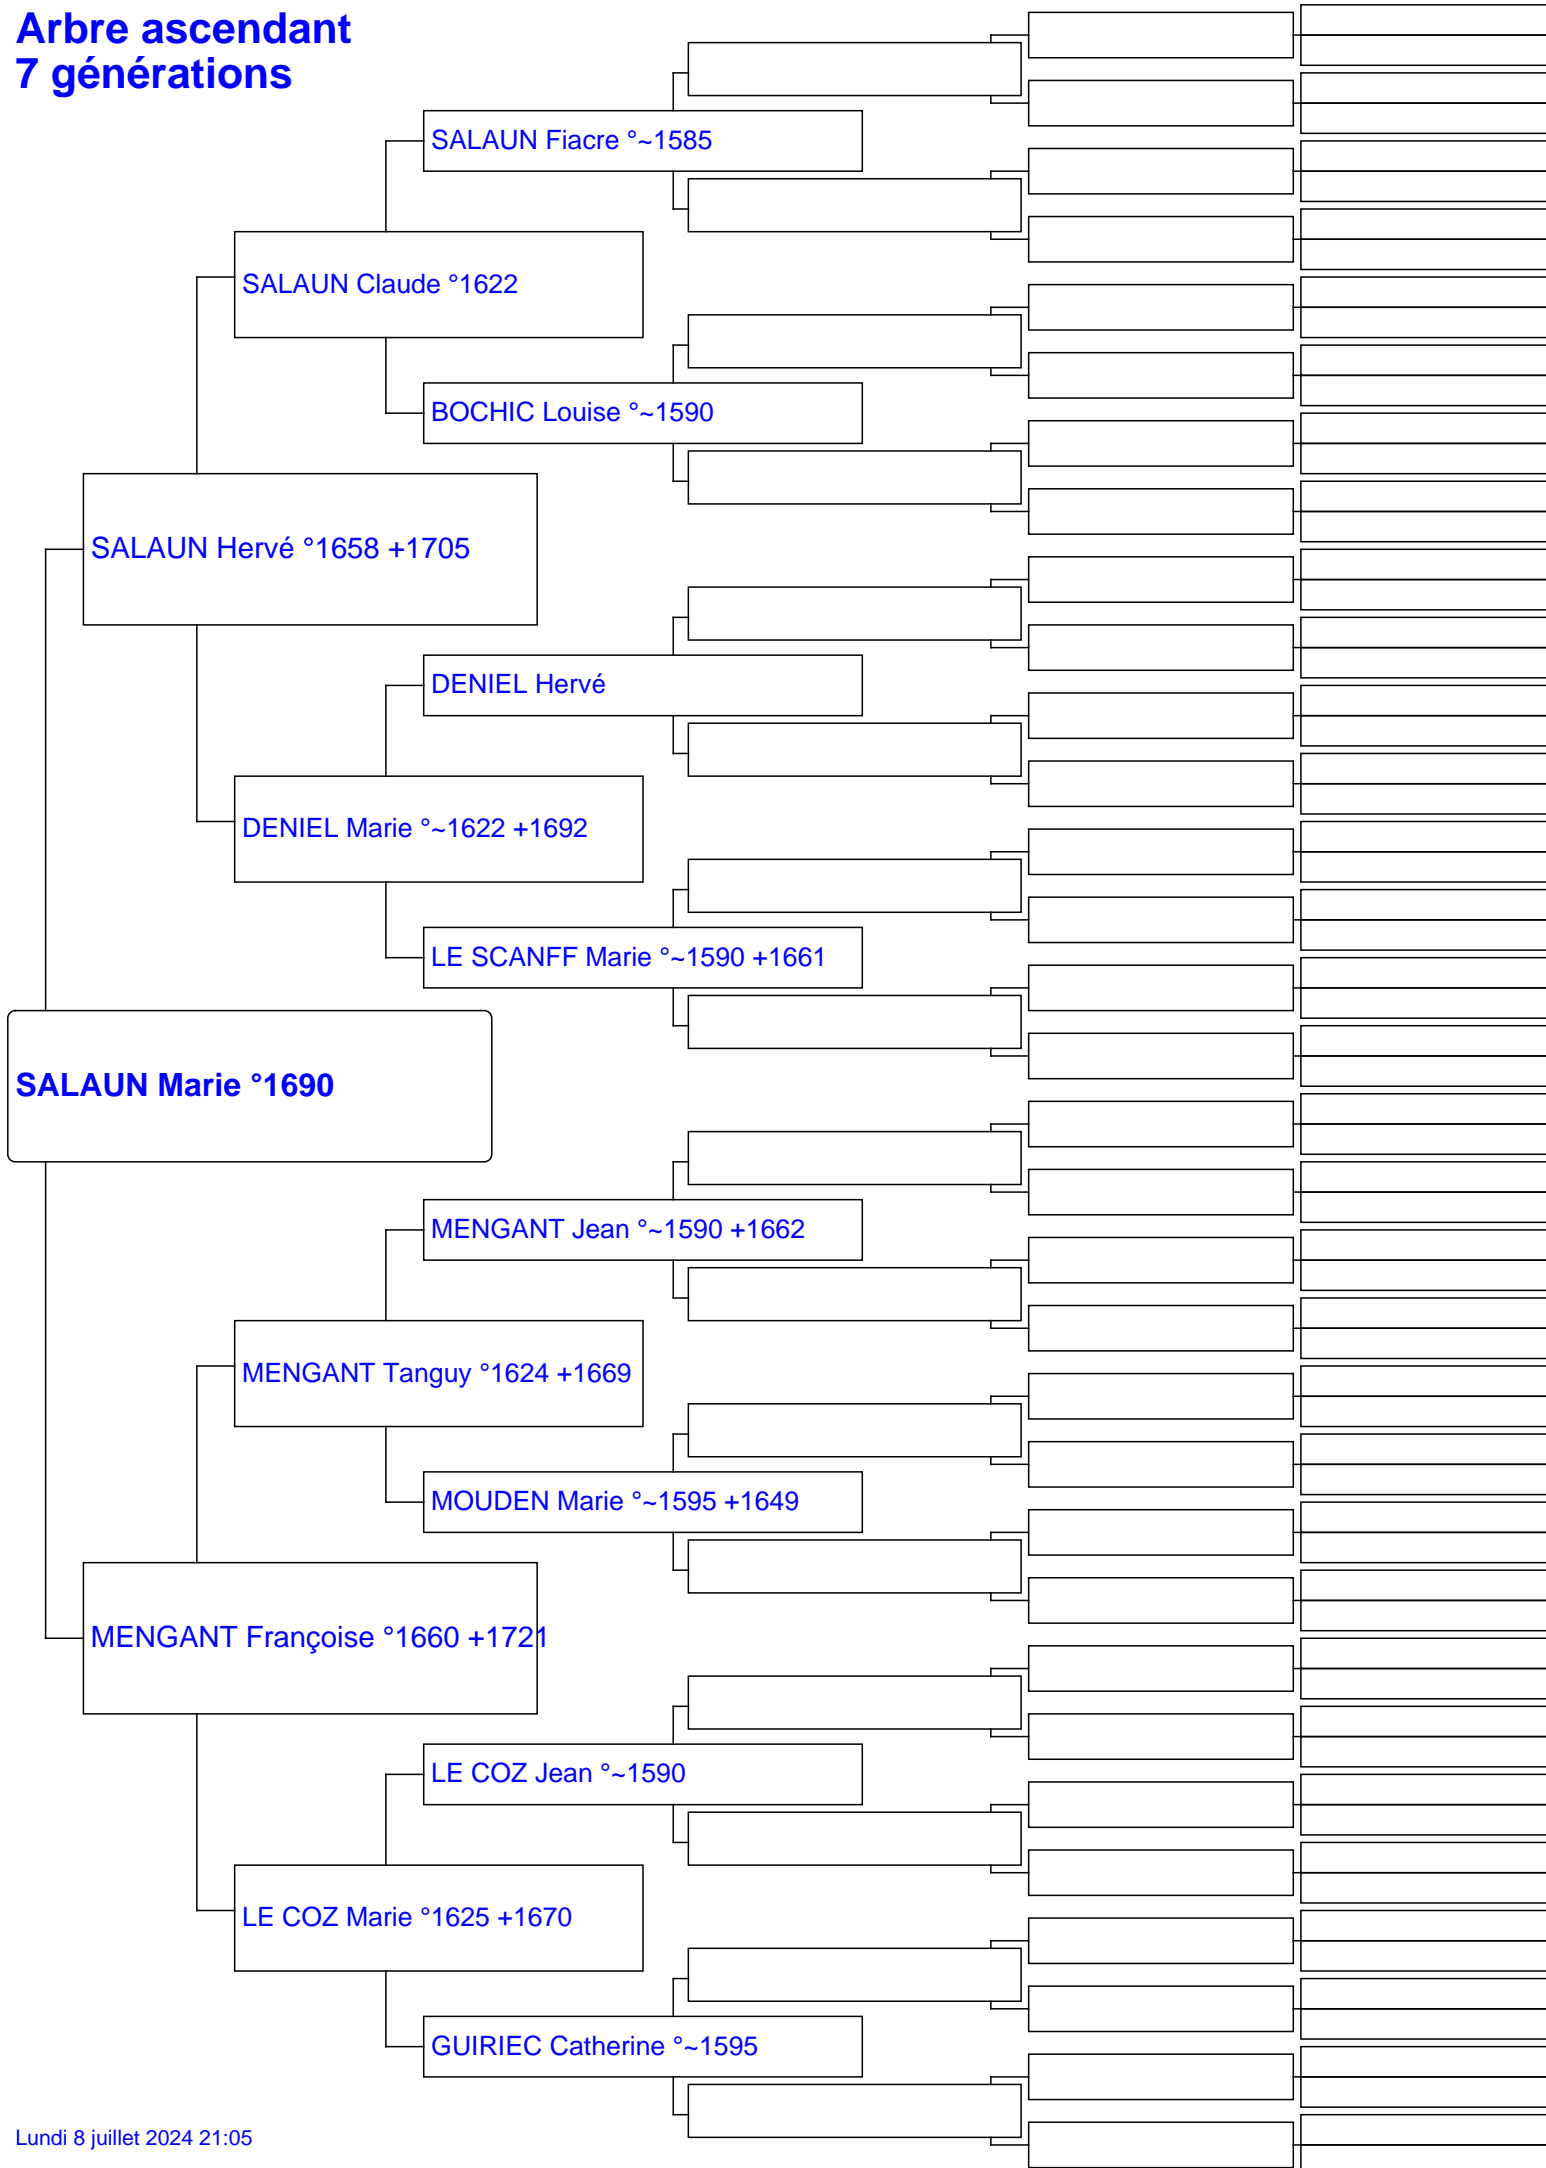 Arbre ascendant
7 générations
SALAUN Fiacre °~1585
SALAUN Claude °1622
BOCHIC Louise °~1590
SALAUN Hervé °1658 +1705
DENIEL Hervé
DENIEL Marie °~1622 +1692
LE SCANFF Marie °~1590 +1661
SALAUN Marie °1690
MENGANT Jean °~1590 +1662
MENGANT Tanguy °1624 +1669
MOUDEN Marie °~1595 +1649
MENGANT Françoise °1660 +1721
LE COZ Jean °~1590
LE COZ Marie °1625 +1670
GUIRIEC Catherine °~1595
Lundi 8 juillet 2024 21:05